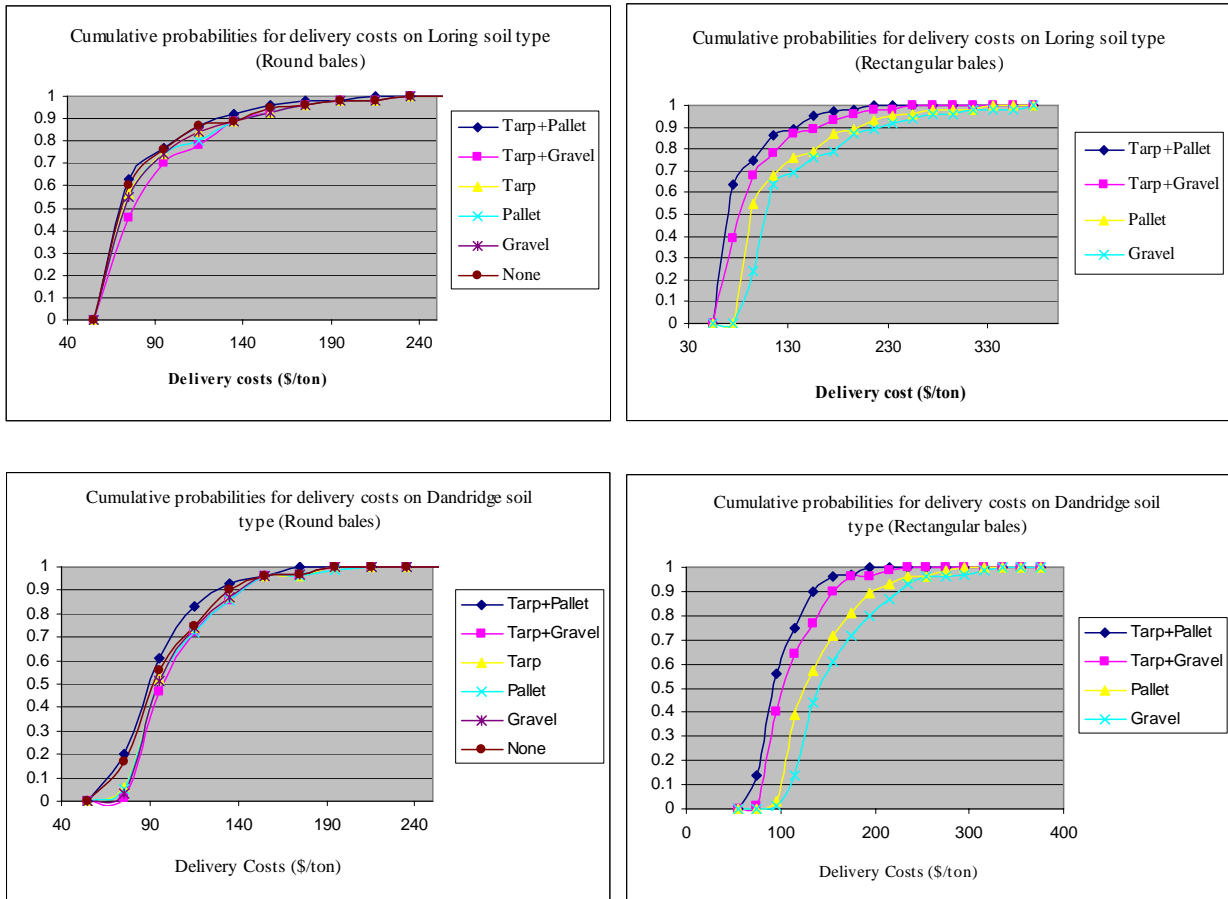 Cumulative probabilities for delivery costs on Loring soil type
(Round bales)
1
0.9
0.8
0.7
0.6
0.5
0.4
0.3
0.2
0.1
0
40 90 140 190 240
Delivery costs ($/ton)
Tarp+Pallet
Tarp+Gravel
Tarp
Pallet
Gravel
None
Cumulative probabilities for delivery costs on Loring soil type
(Rectangular bales)
1
0.9
0.8
0.7
0.6
0.5
0.4
0.3
0.2
0.1
0
30 130 230 330
Delivery cost ($/ton)
Tarp+Pallet
Tarp+Gravel
Pallet
Gravel
Cumulative probabilities for delivery costs on Dandridge soil
type (Round bales)
1
0.9
0.8
0.7
0.6
0.5
0.4
0.3
0.2
0.1
0
40 90 140 190 240
Delivery Costs ($/ton)
Tarp+Pallet
Tarp+Gravel
Tarp
Pallet
Gravel
None
Cumulative probabilities for delivery costs on Dandridge soil
type (Rectangular bales)
1
0.9
0.8
0.7
0.6
0.5
0.4
0.3
0.2
0.1
0
0 100 200 300 400
Delivery Costs ($/ton)
Tarp+Pallet
Tarp+Gravel
Pallet
Gravel